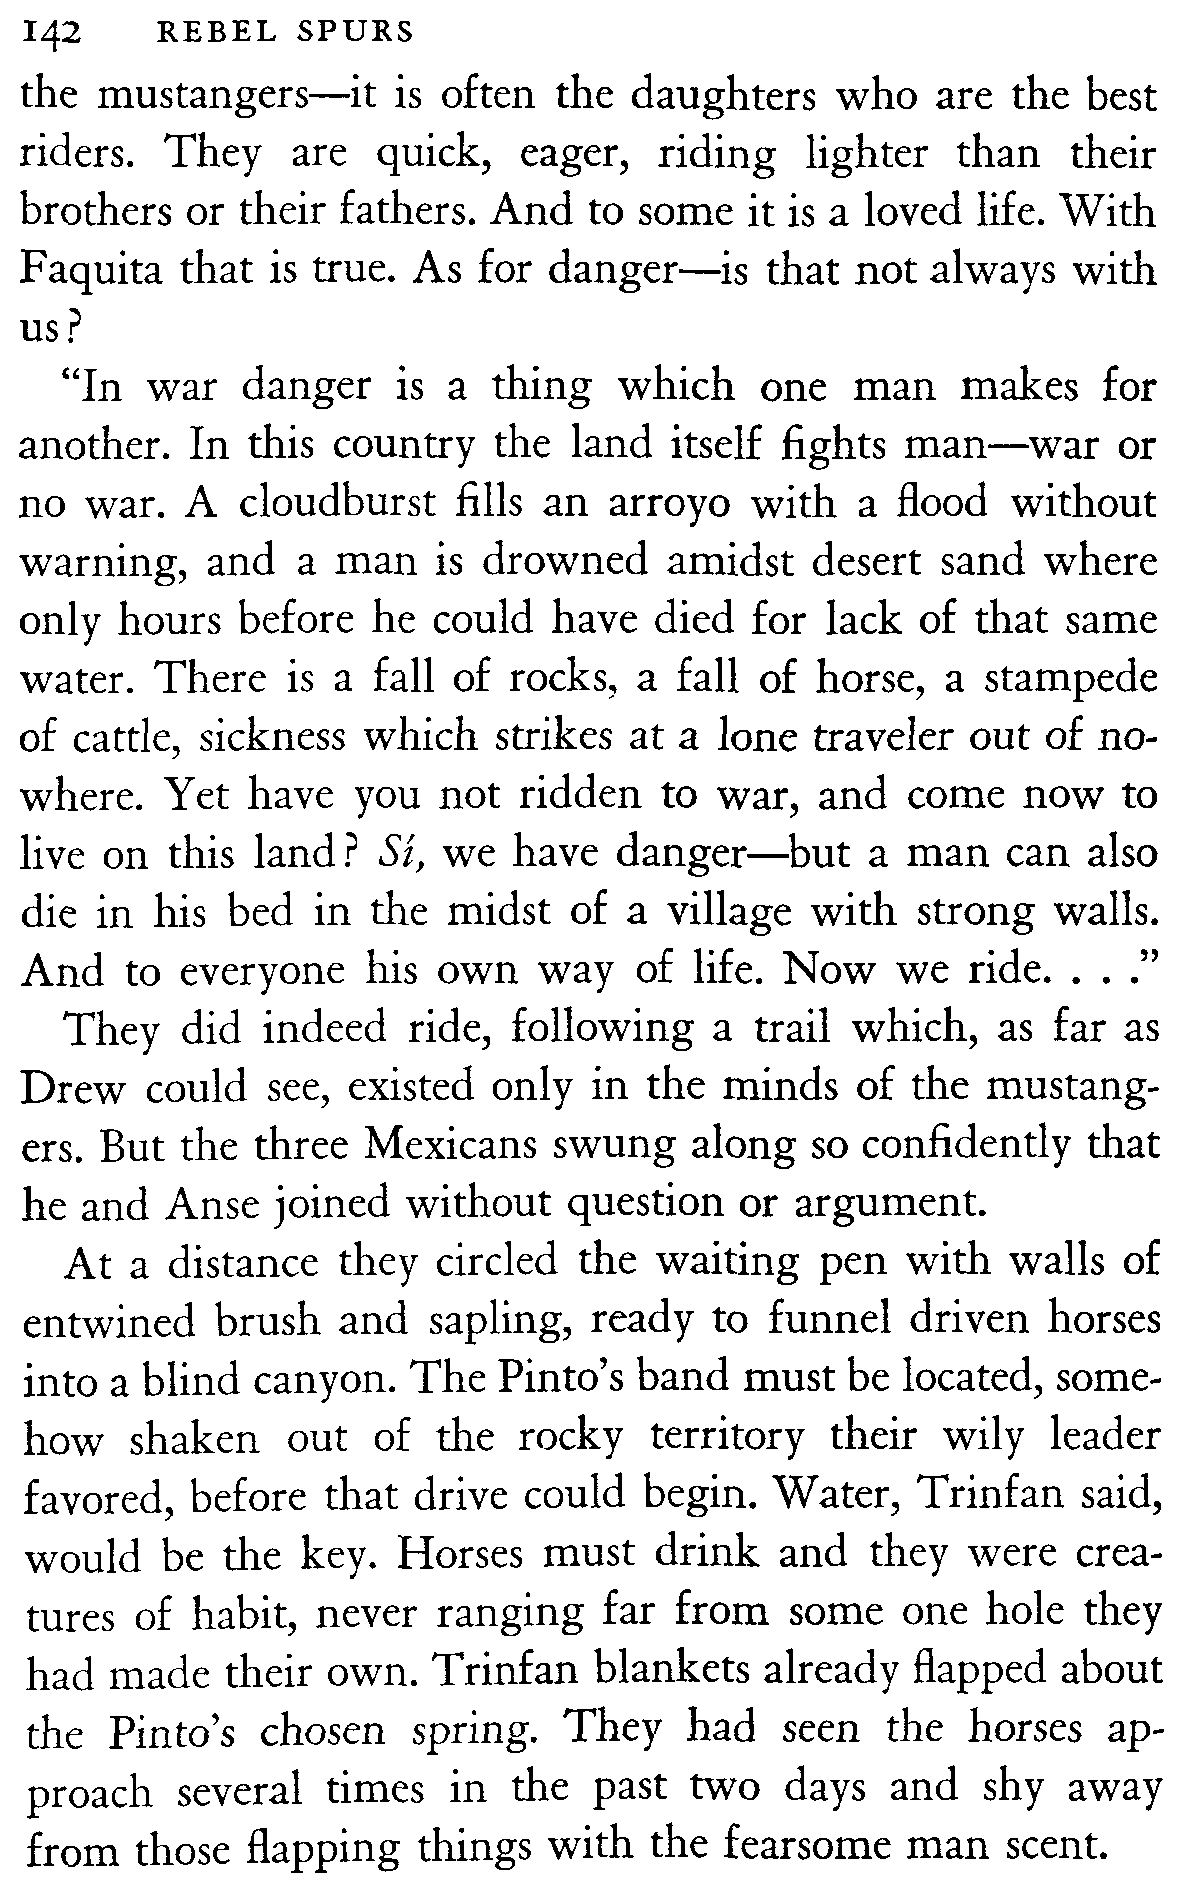 142 REBEL SPURS
the mustangers—it is often the daughters who are the best
riders. They are quick, eager, riding lighter than their
brothers or their fathers. And to some it is a loved life. With
Faquita that is true. As for danger—is that not always with
us?
“In war danger is a thing which one man makes for
another. In this country the land itself fights man—war or
no war. A cloudburst fills an arroyo with a flood without
warning, and a man is drowned amidst desert sand where
only hours before he could have died for lack of that same
water. There is a fall of rocks, a fall of horse, a stampede
of cattle, sickness which strikes at a lone traveler out of no-
where. Yet have you not ridden to war, and come now to
live on this land? Sí, we have danger—but a man can also
die in his bed in the midst of a village with strong walls.
And to everyone his own way of life. Now we ride. . . .”
They did indeed ride, following a trail which, as far as
Drew could see, existed only in the minds of the mustang-
ers. But the three Mexicans swung along so confidently that
he and Anse joined without question or argument.
At a distance they circled the waiting pen with walls of
entwined brush and sapling, ready to funnel driven horses
into a blind canyon. The Pinto’s band must be located, some-
how shaken out of the rocky territory their wily leader
favored, before that drive could begin. Water, Trinfan said,
would be the key. Horses must drink and they were crea-
tures of habit, never ranging far from some one hole they
had made their own. Trinfan blankets already flapped about
the Pinto’s chosen spring. They had seen the horses ap-
proach several times in the past two days and shy away
from those flapping things with the fearsome man scent.